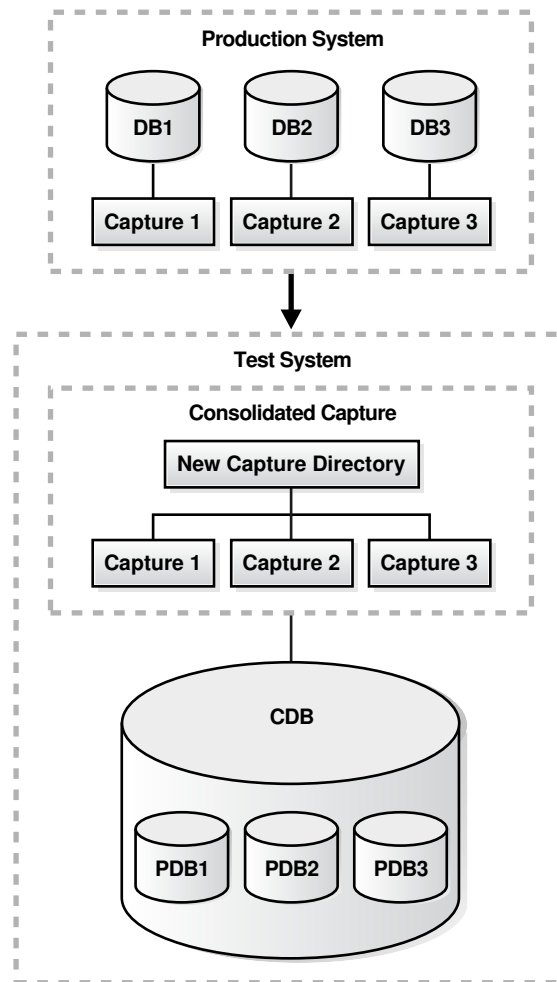 Production System
DB1
DB2
DB3
Capture 1
Capture 2
Capture 3
Test System
Consolidated Capture
New Capture Directory
Capture 1
Capture 2
Capture 3
CDB
PDB1
PDB2
PDB3